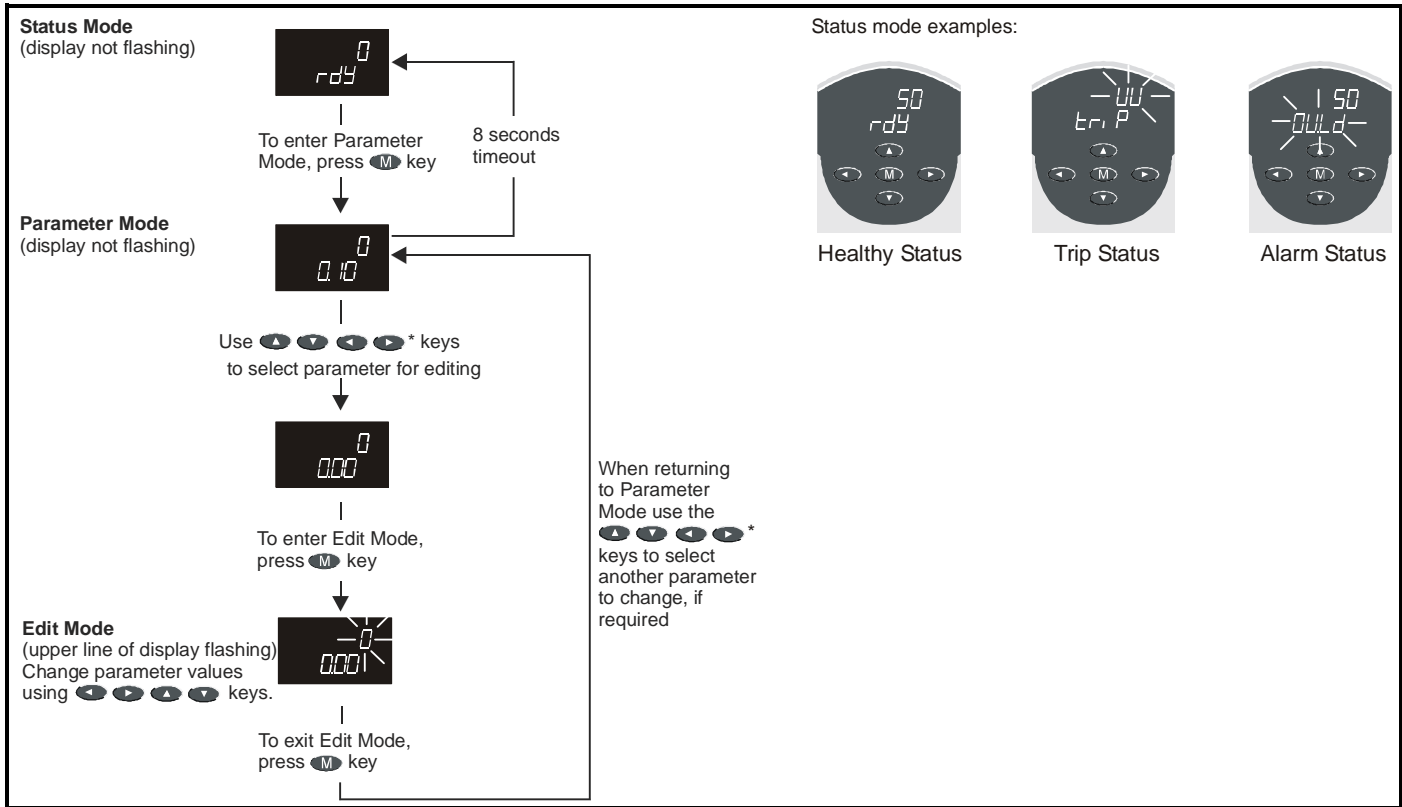 Status Mode
(display not flashing)
0
rdy
To enter Parameter
Mode, press M key
8 seconds
timeout
Parameter Mode
(display not flashing)
0
0.10
Use * keys
to select parameter for editing
0
0.00
To enter Edit Mode,
press M key
When returning
to Parameter
Mode use the
*
keys to select
another parameter
to change, if
required
Edit Mode
(upper line of display flashing)
Change parameter values
using keys.
0
0.00
To exit Edit Mode,
press M key
Status mode examples:
50
rdy
M
Healthy Status
UU
triP
M
Trip Status
50
OULd
M
Alarm Status